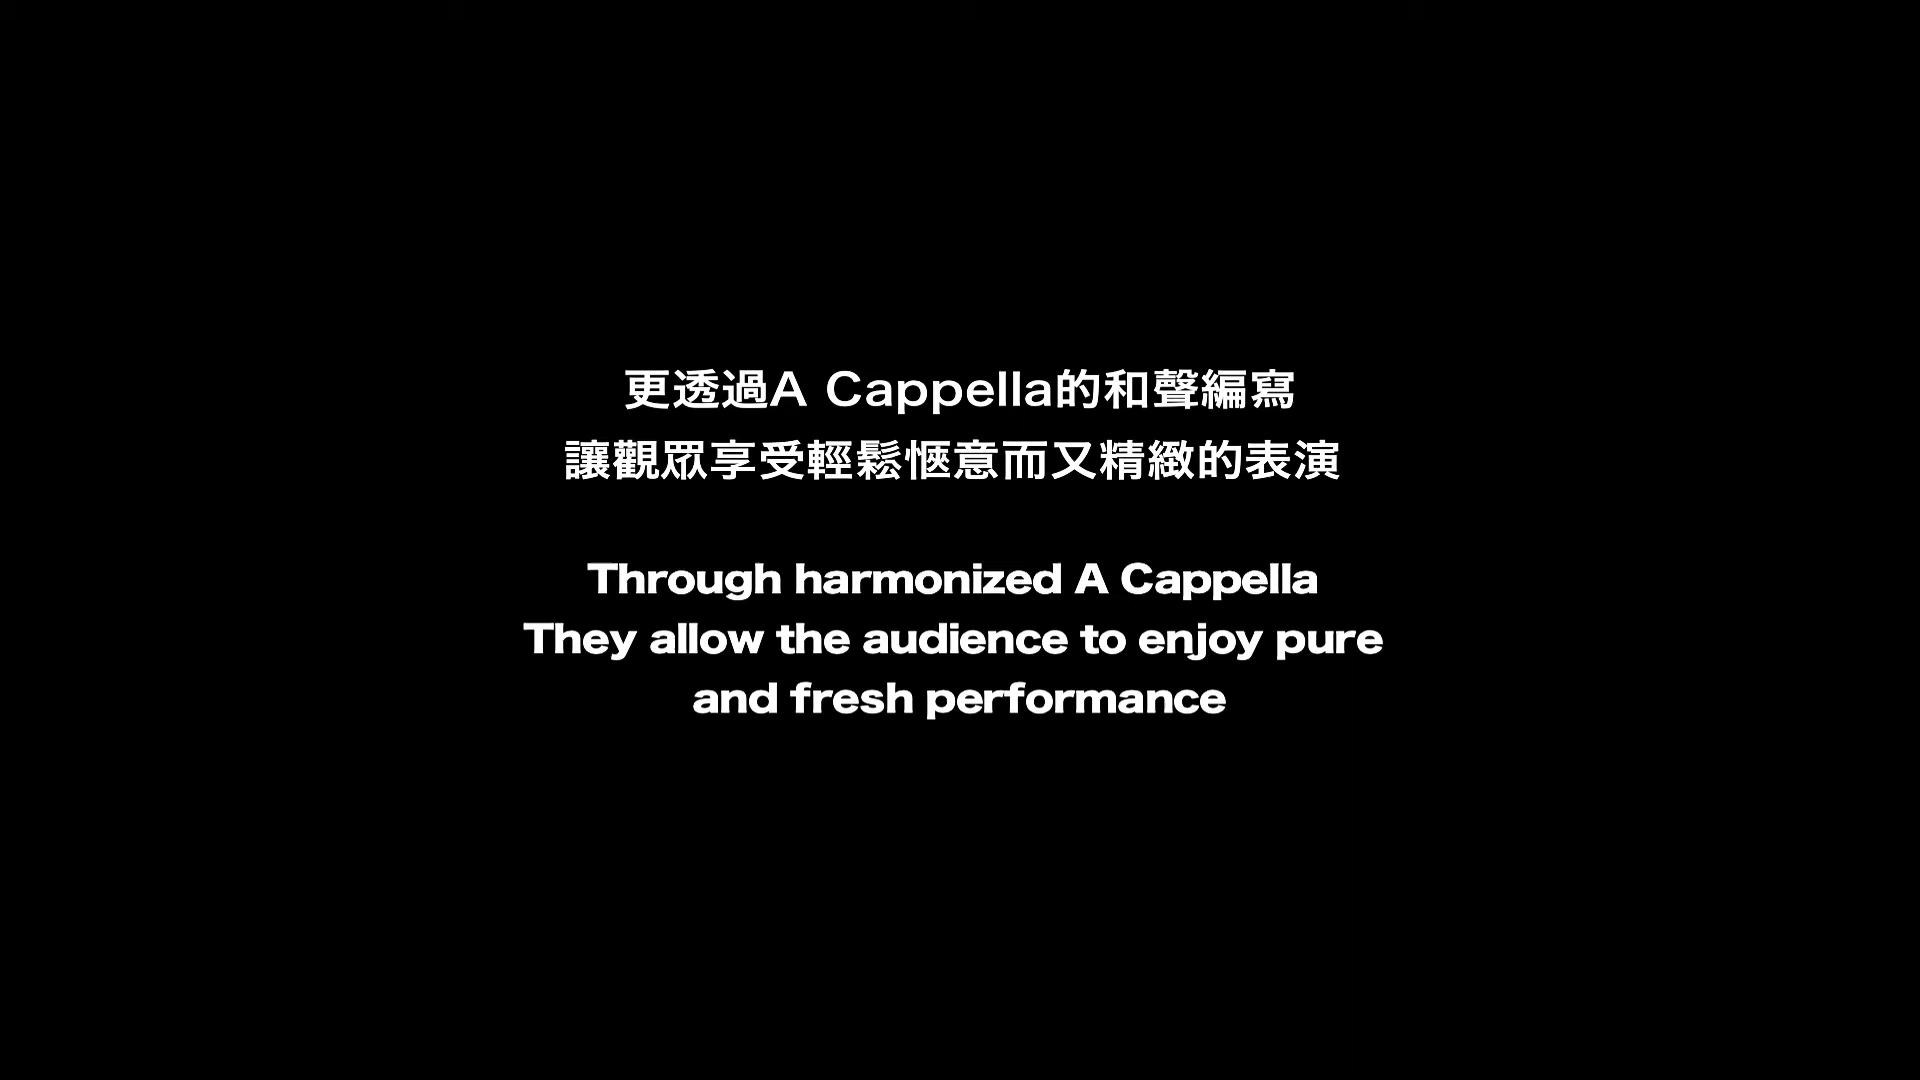 更透過A Cappella的和聲編寫
讓觀眾享受輕鬆愜意而又精緻的表演
Through harmonized A Cappella
They allow the audience to enjoy pure
and fresh performance